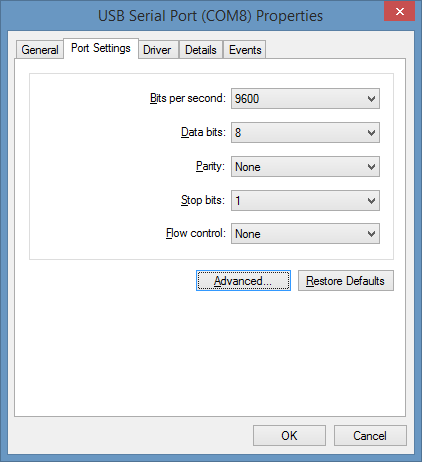 USB Serial Port (COM8) Properties
General Port Settings Driver Details Events
Bits per second: 9600
Data bits: 8
Parity: None
Stop bits: 1
Flow control: None
Advanced... Restore Defaults
OK Cancel